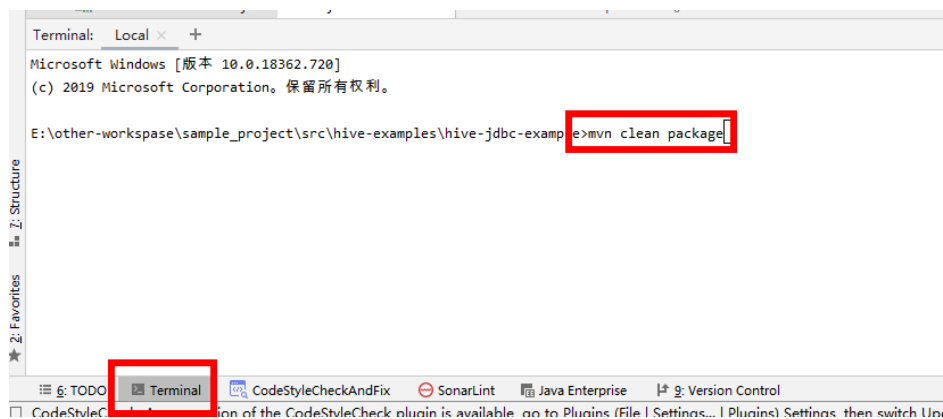 Terminal: Local × +
Microsoft Windows [版本 10.0.18362.720]
(c) 2019 Microsoft Corporation。保留所有权利。
E:\other-workspase\sample_project\src\hive-examples\hive-jdbc-example>mvn clean package
7: Structure
2: Favorites
6: TODO Terminal CodeStyleCheckAndFix SonarLint Java Enterprise 9: Version Control
CodeStyleC ion of the CodeStyleCheck plugin is available, go to Plugins (File | Settings... | Plugins) Settings, then switch Up